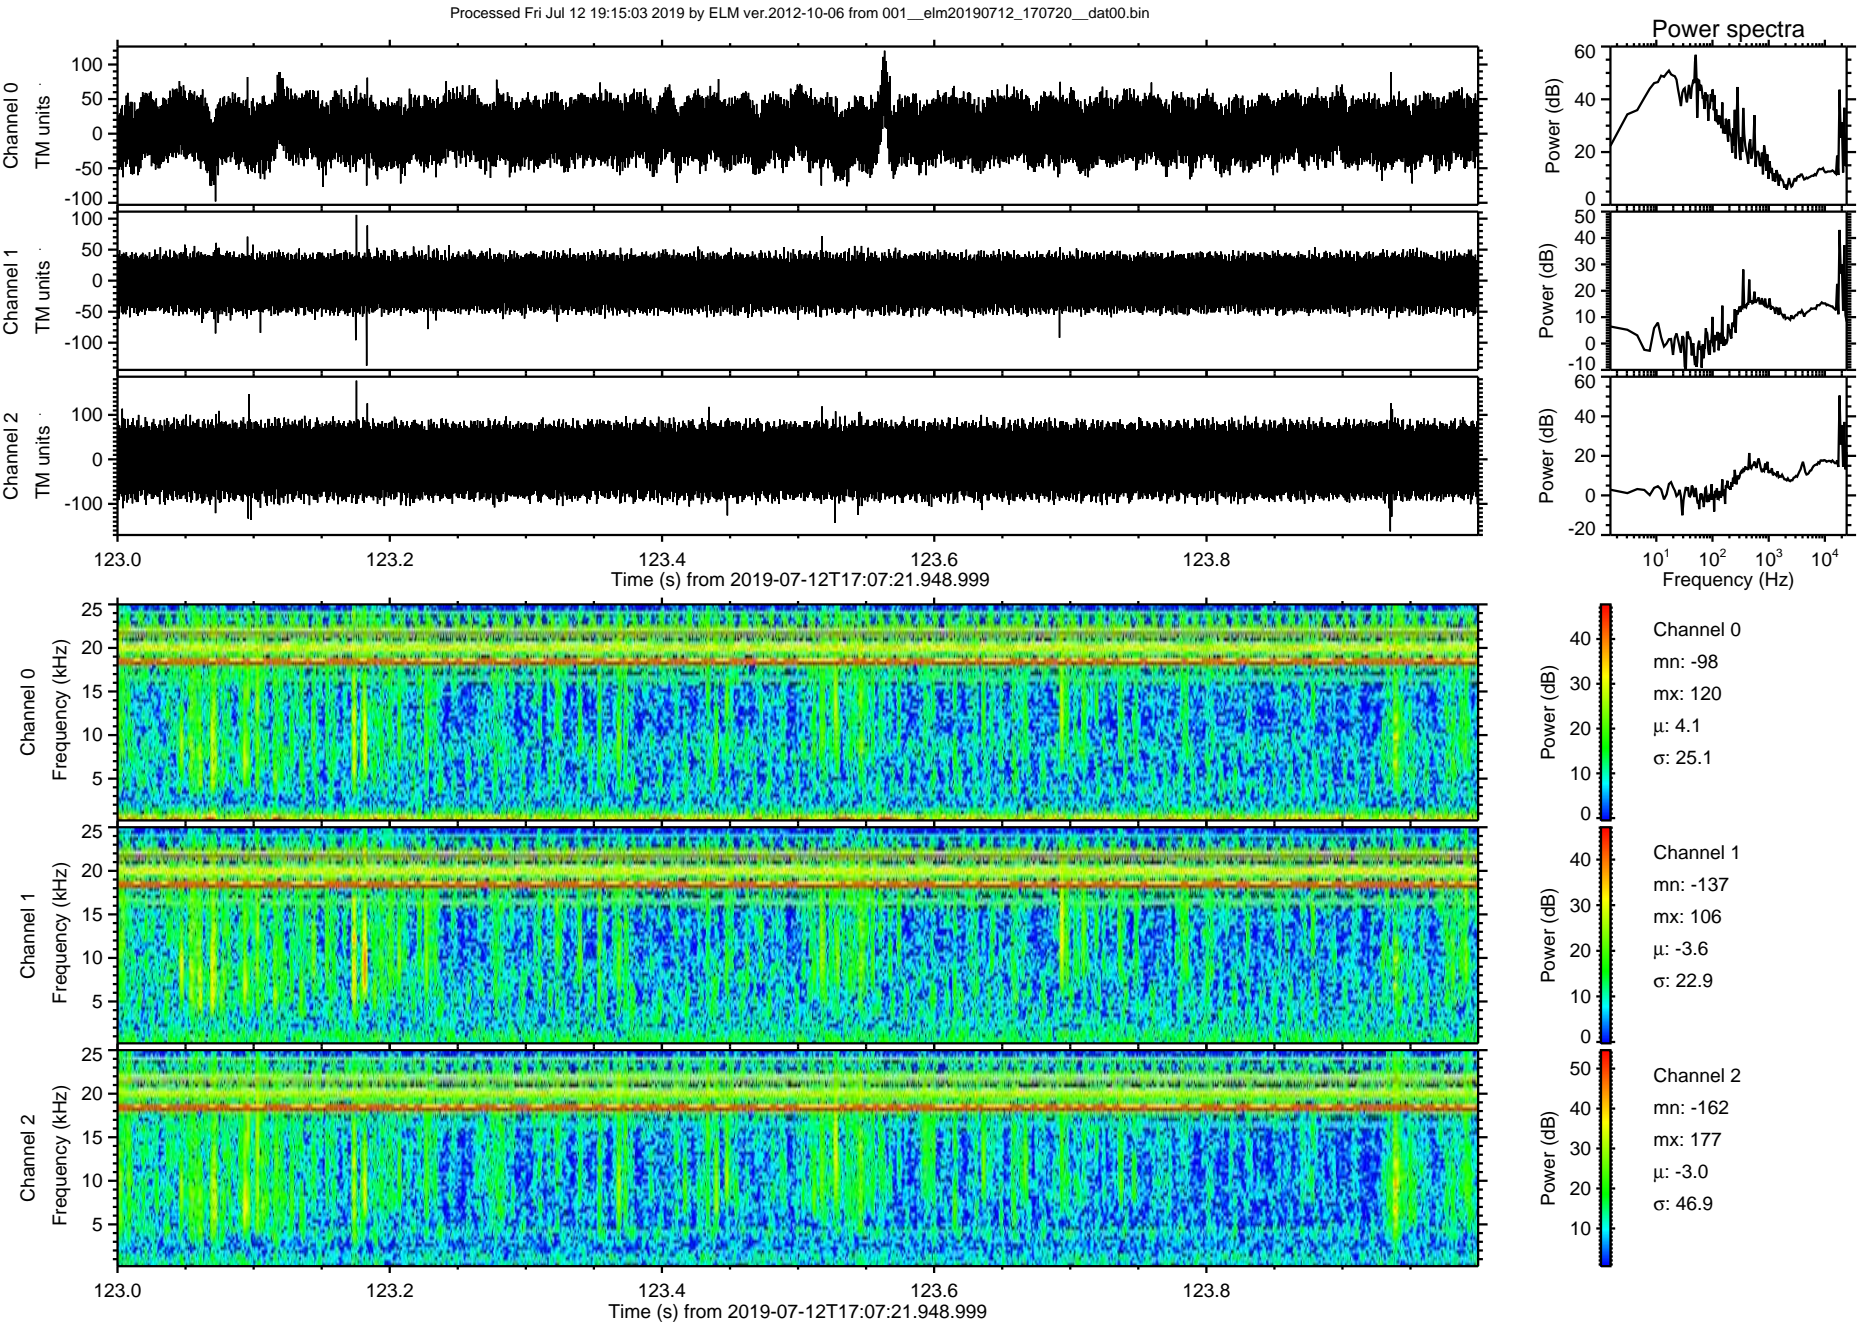 Processed Fri Jul 12 19:15:03 2019 by ELM ver.2012-10-06 from 001__elm20190712_170720__dat00.bin
Power spectra
Channel 0
TM units
100
50
0
-50
-100
Power (dB)
60
40
20
0
Channel 1
TM units
100
50
0
-50
-100
Power (dB)
50
40
30
20
10
0
-10
Channel 2
TM units
100
0
-100
Power (dB)
60
40
20
0
-20
123.0 123.2 123.4 123.6 123.8
Time (s) from 2019-07-12T17:07:21.948.999
10¹ 10² 10³ 10⁴
Frequency (Hz)
Channel 0
Frequency (kHz)
25
20
15
10
5
Power (dB)
40
30
20
10
0
Channel 0
mn: -98
mx: 120
μ: 4.1
σ: 25.1
Channel 1
Frequency (kHz)
25
20
15
10
5
Power (dB)
40
30
20
10
0
Channel 1
mn: -137
mx: 106
μ: -3.6
σ: 22.9
Channel 2
Frequency (kHz)
25
20
15
10
5
Power (dB)
50
40
30
20
10
Channel 2
mn: -162
mx: 177
μ: -3.0
σ: 46.9
123.0 123.2 123.4 123.6 123.8
Time (s) from 2019-07-12T17:07:21.948.999